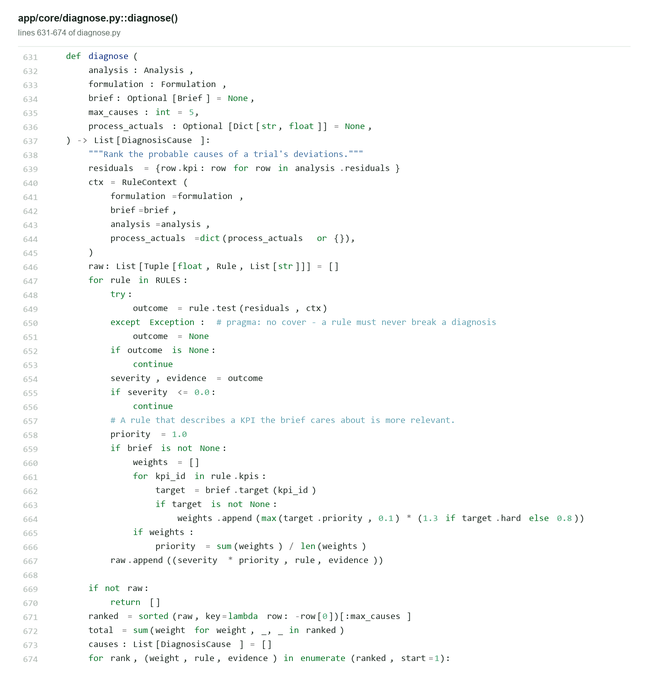 app/core/diagnose.py::diagnose()
lines 631-674 of diagnose.py
631 def diagnose (
632 analysis : Analysis ,
633 formulation : Formulation ,
634 brief : Optional [Brief ] = None ,
635 max_causes : int = 5,
636 process_actuals : Optional [Dict [str, float ]] = None ,
637 ) -> List [DiagnosisCause ]:
638 """Rank the probable causes of a trial's deviations."""
639 residuals = {row.kpi : row for row in analysis .residuals }
640 ctx = RuleContext (
641 formulation =formulation ,
642 brief =brief ,
643 analysis =analysis ,
644 process_actuals =dict (process_actuals or {}),
645 )
646 raw: List [Tuple [float , Rule , List [str]]] = []
647 for rule in RULES :
648 try:
649 outcome = rule .test (residuals , ctx)
650 except Exception : # pragma: no cover - a rule must never break a diagnosis
651 outcome = None
652 if outcome is None :
653 continue
654 severity , evidence = outcome
655 if severity <= 0.0:
656 continue
657 # A rule that describes a KPI the brief cares about is more relevant.
658 priority = 1.0
659 if brief is not None :
660 weights = []
661 for kpi_id in rule .kpis :
662 target = brief .target (kpi_id )
663 if target is not None :
664 weights .append (max (target .priority , 0.1) * (1.3 if target .hard else 0.8 ))
665 if weights :
666 priority = sum (weights ) / len (weights )
667 raw.append ((severity * priority , rule , evidence ))
668
669 if not raw:
670 return []
671 ranked = sorted (raw, key=lambda row: -row[0])[:max_causes ]
672 total = sum (weight for weight , _, _ in ranked )
673 causes : List [DiagnosisCause ] = []
674 for rank , (weight , rule , evidence ) in enumerate (ranked , start =1):